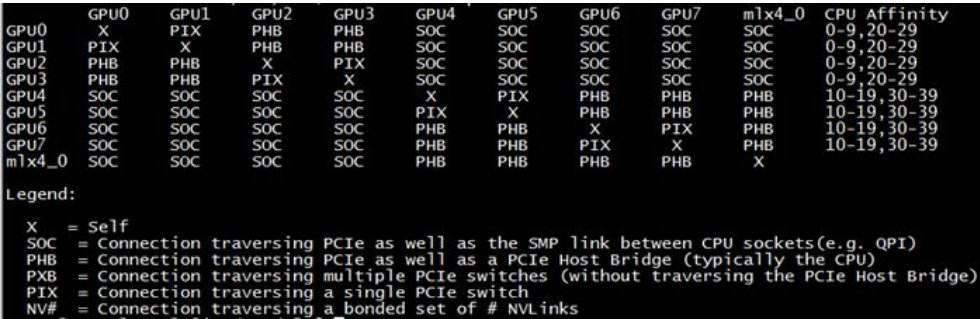 GPU0 GPU1 GPU2 GPU3 GPU4 GPU5 GPU6 GPU7 mlx4_0 CPU Affinity
GPU0 X PIX PHB PHB SOC SOC SOC SOC SOC 0-9,20-29
GPU1 PIX X PHB PHB SOC SOC SOC SOC SOC 0-9,20-29
GPU2 PHB PHB X PIX SOC SOC SOC SOC SOC 0-9,20-29
GPU3 PHB PHB PIX X SOC SOC SOC SOC SOC 0-9,20-29
GPU4 SOC SOC SOC SOC X PIX PHB PHB PHB 10-19,30-39
GPU5 SOC SOC SOC SOC PIX X PHB PHB PHB 10-19,30-39
GPU6 SOC SOC SOC SOC PHB PHB X PIX PHB 10-19,30-39
GPU7 SOC SOC SOC SOC PHB PHB PIX X PHB 10-19,30-39
mlx4_0 SOC SOC SOC SOC PHB PHB PHB PHB X
Legend:
X = Self
SOC = Connection traversing PCIe as well as the SMP link between CPU sockets(e.g. QPI)
PHB = Connection traversing PCIe as well as a PCIe Host Bridge (typically the CPU)
PXB = Connection traversing multiple PCIe switches (without traversing the PCIe Host Bridge)
PIX = Connection traversing a single PCIe switch
NV# = Connection traversing a bonded set of # NVLinks